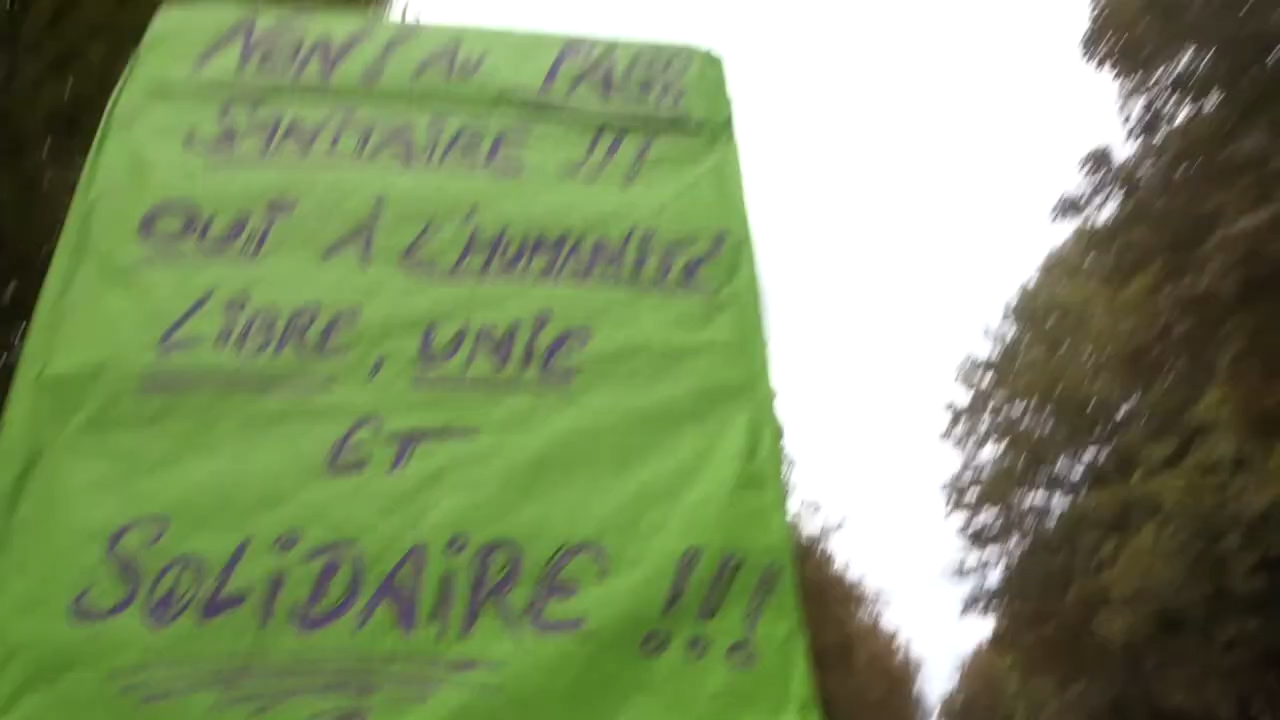 NON! AU PASS
SANITAIRE !!!
OUI À L'HUMANITÉ
LIBRE, UNIE
ET
SOLIDAIRE !!!